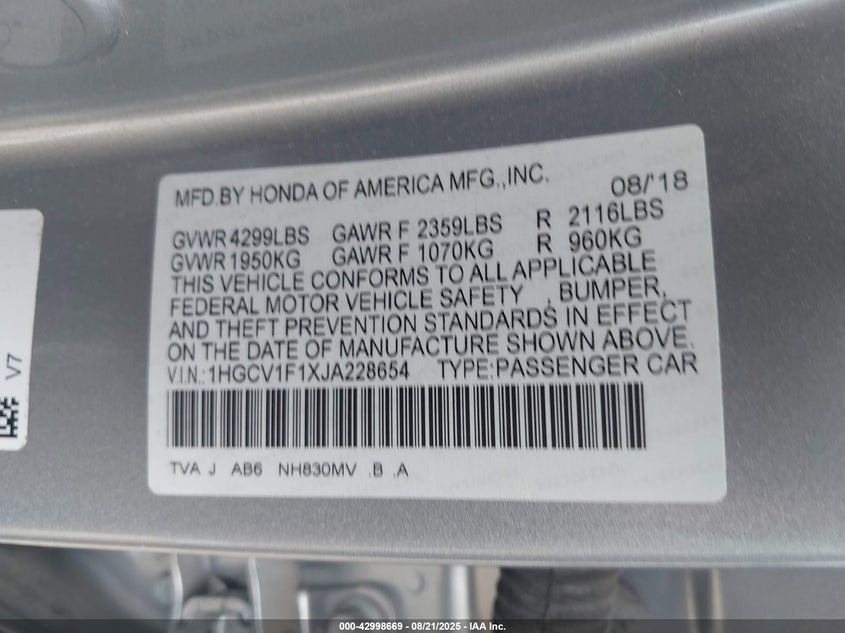 MFD.BY HONDA OF AMERICA MFG.,INC. 08/'18
GVWR 4299LBS GAWR F 2359LBS R 2116LBS
GVWR 1950KG GAWR F 1070KG R 960KG
THIS VEHICLE CONFORMS TO ALL APPLICABLE
FEDERAL MOTOR VEHICLE SAFETY , BUMPER,
AND THEFT PREVENTION STANDARDS IN EFFECT
ON THE DATE OF MANUFACTURE SHOWN ABOVE.
V.I.N.:1HGCV1F1XJA228654 TYPE:PASSENGER CAR
TVA J AB6 NH830MV .B .A
V7
000-42998669 - 08/21/2025 - IAA Inc.